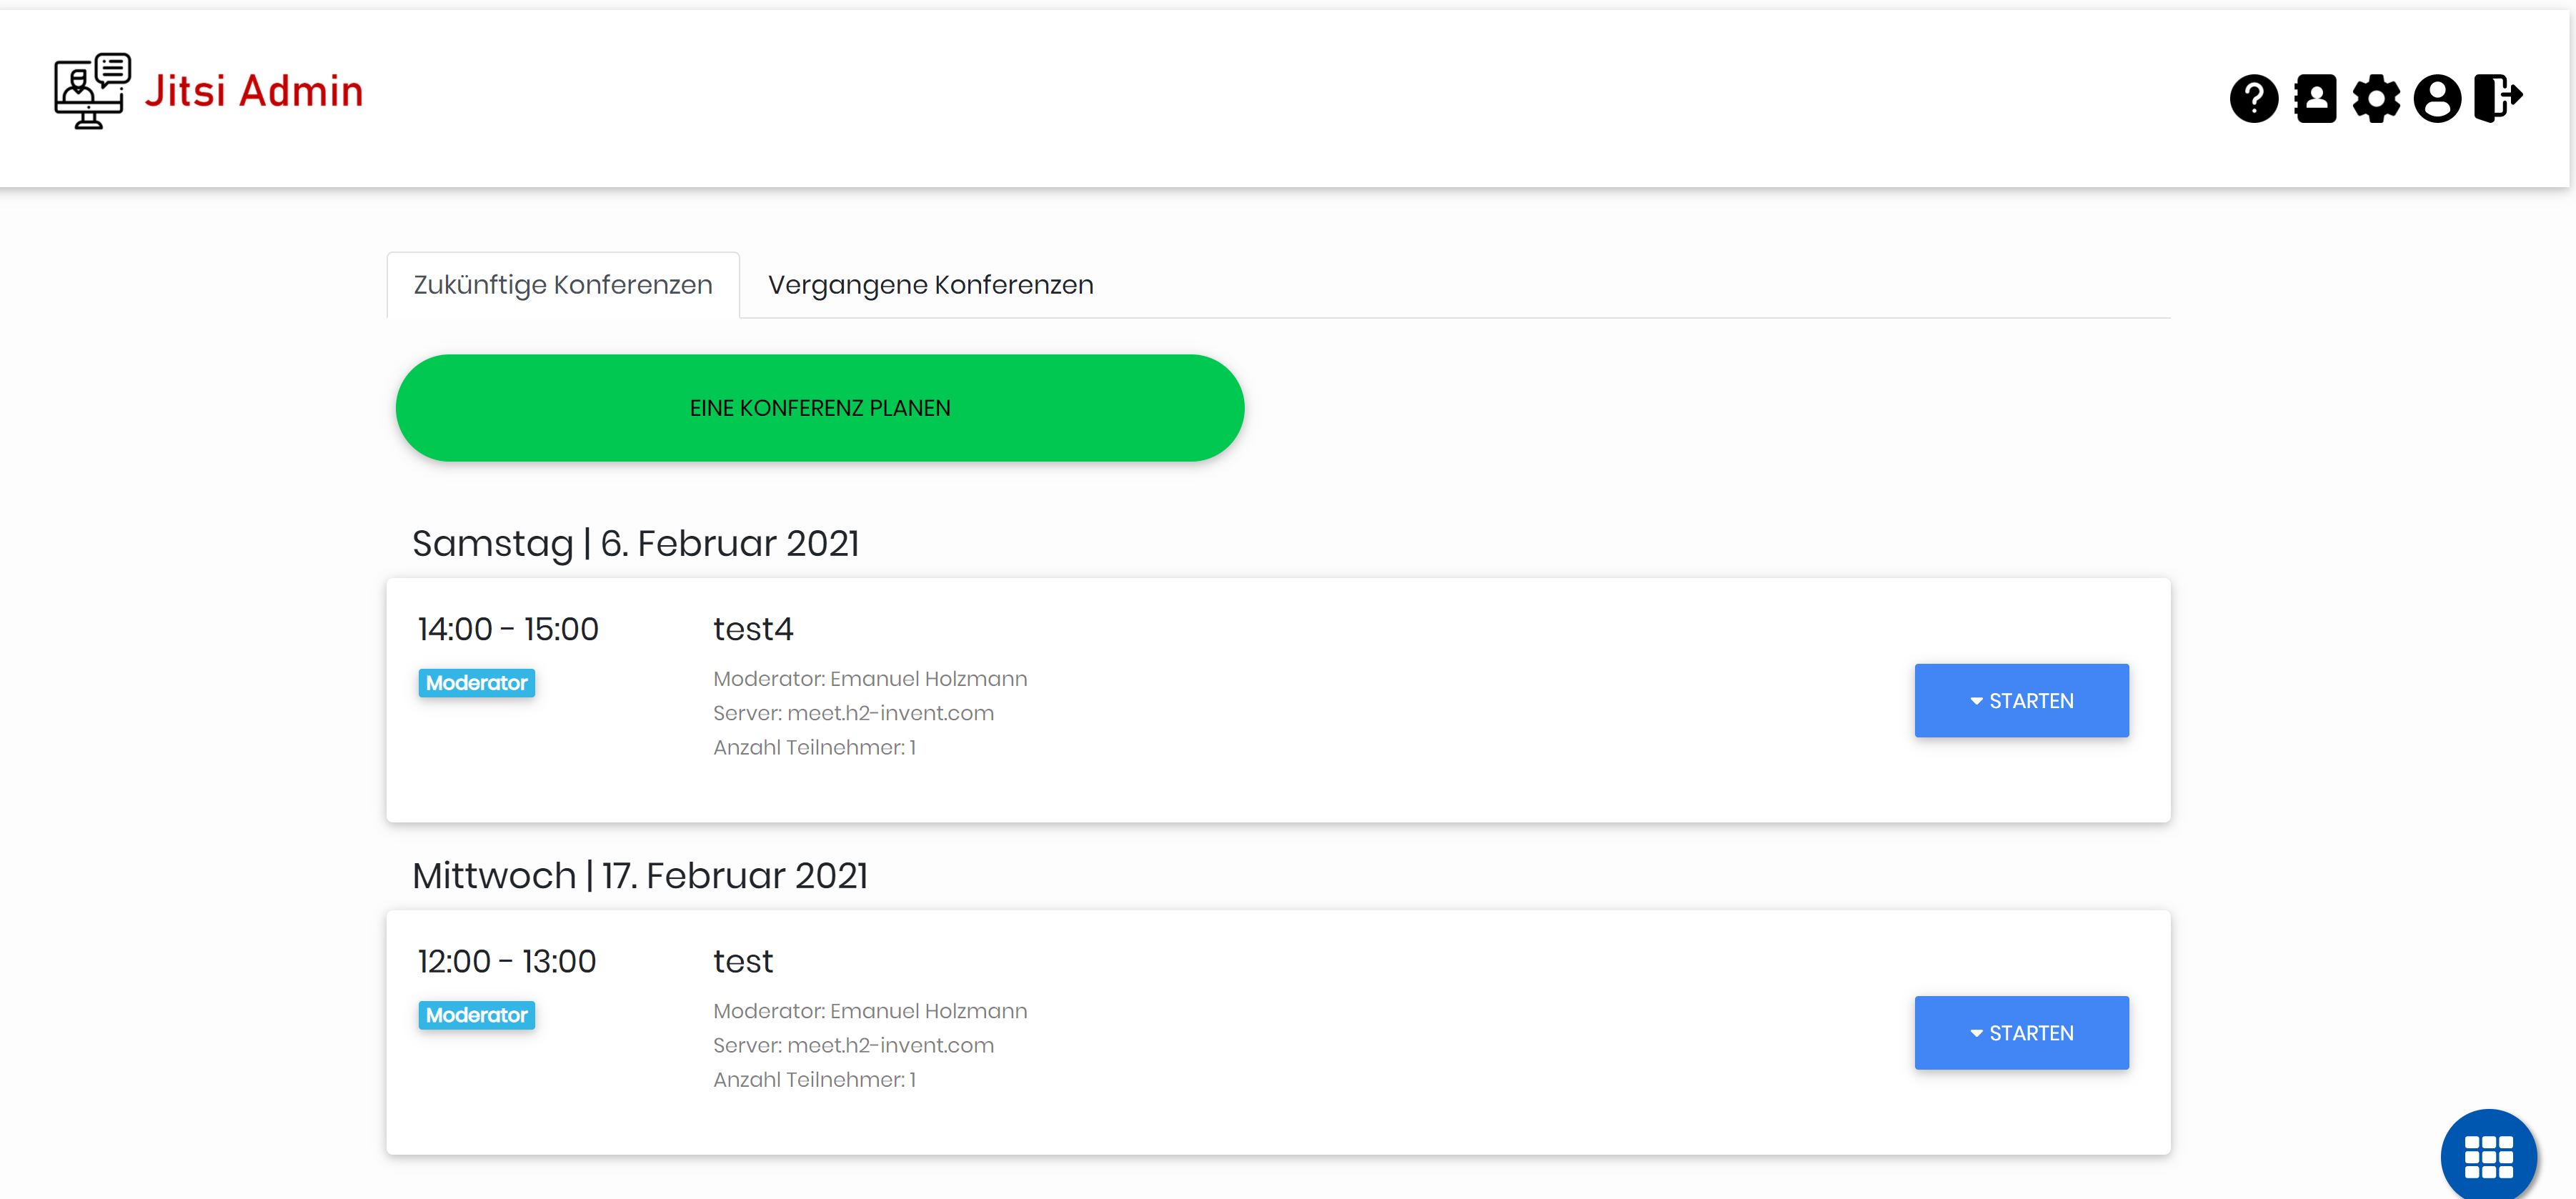 Jitsi Admin
Zukünftige Konferenzen
Vergangene Konferenzen
EINE KONFERENZ PLANEN
Samstag | 6. Februar 2021
14:00 - 15:00
test4
Moderator
Moderator: Emanuel Holzmann
Server: meet.h2-invent.com
Anzahl Teilnehmer: 1
STARTEN
Mittwoch | 17. Februar 2021
12:00 - 13:00
test
Moderator
Moderator: Emanuel Holzmann
Server: meet.h2-invent.com
Anzahl Teilnehmer: 1
STARTEN